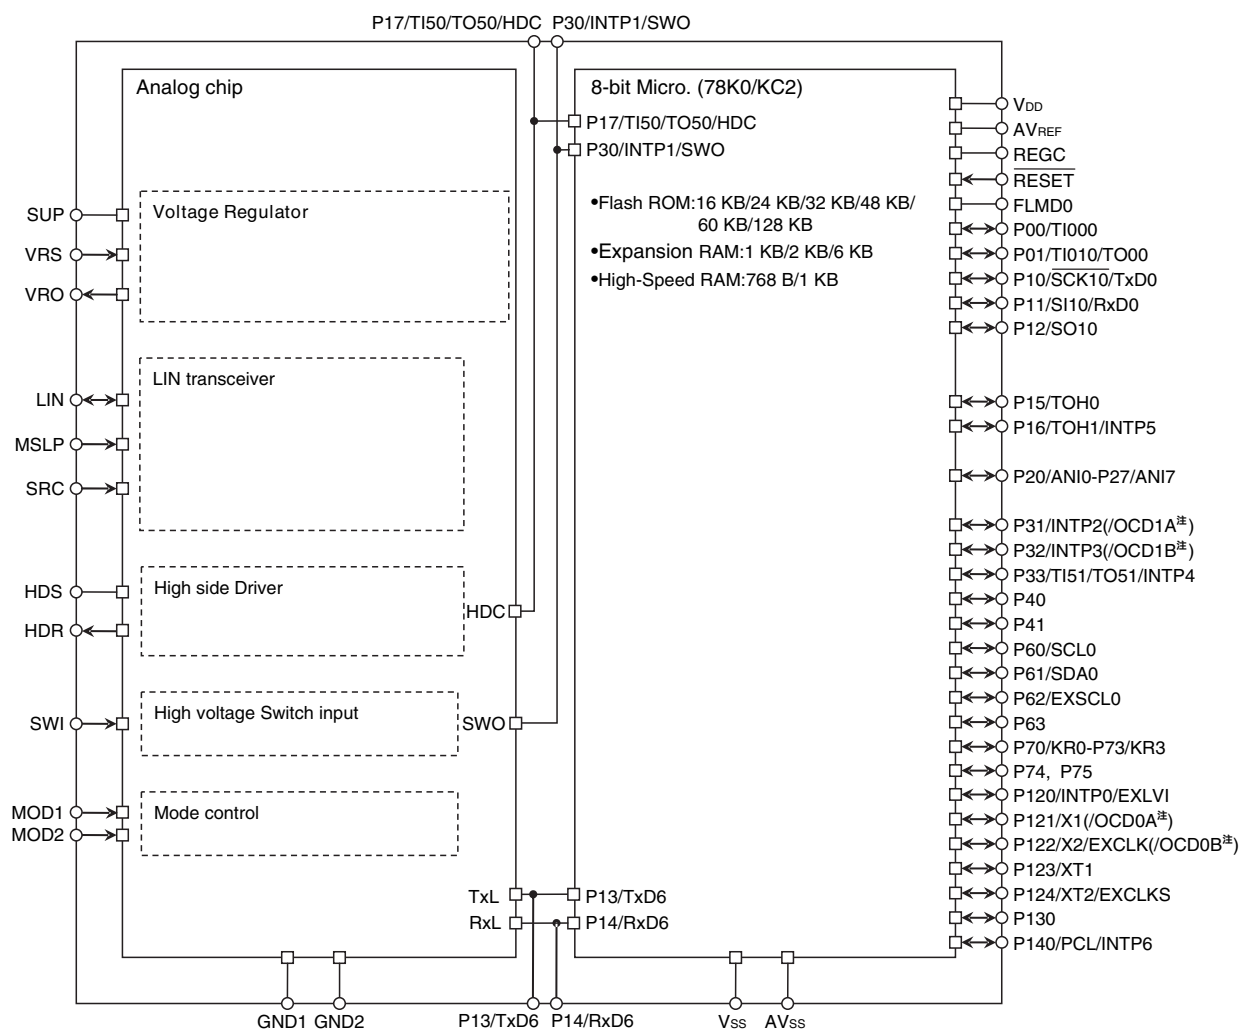 P17/TI50/TO50/HDC P30/INTP1/SWO
Analog chip
8-bit Micro. (78K0/KC2)
P17/TI50/TO50/HDC
P30/INTP1/SWO
•Flash ROM:16 KB/24 KB/32 KB/48 KB/
60 KB/128 KB
•Expansion RAM:1 KB/2 KB/6 KB
•High-Speed RAM:768 B/1 KB
SUP
VRS
VRO
Voltage Regulator
LIN
MSLP
SRC
LIN transceiver
HDS
HDR
High side Driver
HDC
SWI
High voltage Switch input
SWO
MOD1
MOD2
Mode control
TxL
RxL
P13/TxD6
P14/RxD6
VDD
AVREF
REGC
RESET
FLMD0
P00/TI000
P01/TI010/TO00
P10/SCK10/TxD0
P11/SI10/RxD0
P12/SO10
P15/TOH0
P16/TOH1/INTP5
P20/ANI0-P27/ANI7
P31/INTP2(/OCD1A注)
P32/INTP3(/OCD1B注)
P33/TI51/TO51/INTP4
P40
P41
P60/SCL0
P61/SDA0
P62/EXSCL0
P63
P70/KR0-P73/KR3
P74, P75
P120/INTP0/EXLVI
P121/X1(/OCD0A注)
P122/X2/EXCLK(/OCD0B注)
P123/XT1
P124/XT2/EXCLKS
P130
P140/PCL/INTP6
GND1 GND2
P13/TxD6 P14/RxD6
VSS AVSS